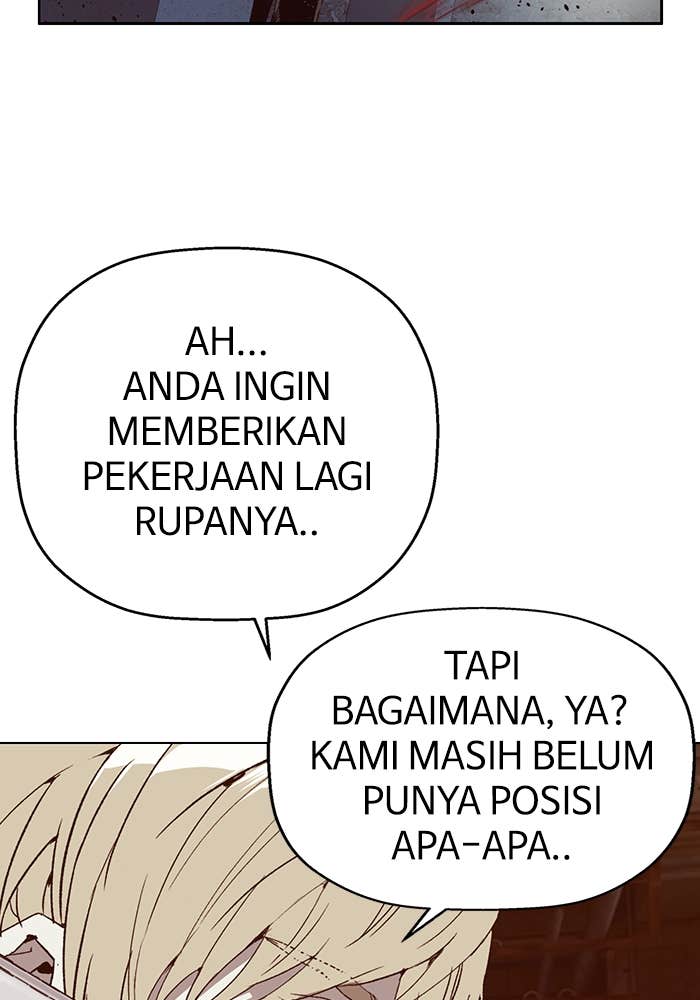 AH...
ANDA INGIN
MEMBERIKAN
PEKERJAAN LAGI
RUPANYA..
TAPI
BAGAIMANA, YA?
KAMI MASIH BELUM
PUNYA POSISI
APA-APA..